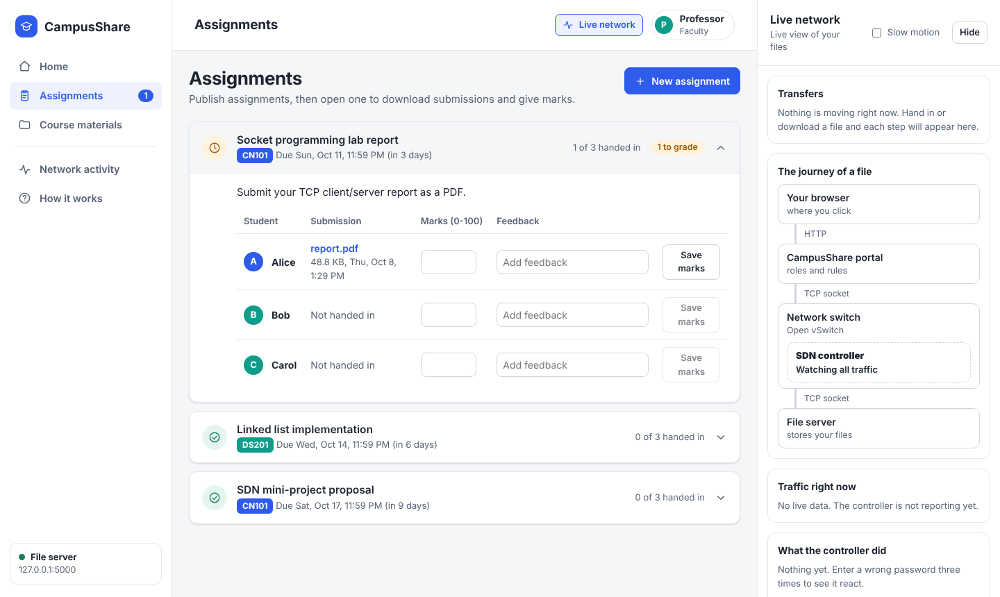 CampusShare
Home
Assignments 1
Course materials
Network activity
How it works
File server
127.0.0.1:5000
Assignments
Live network
P
Professor
Faculty
Assignments
Publish assignments, then open one to download submissions and give marks.
New assignment
Socket programming lab report
CN101 Due Sun, Oct 11, 11:59 PM (in 3 days)
1 of 3 handed in
1 to grade
Submit your TCP client/server report as a PDF.
Student Submission Marks (0-100) Feedback
A Alice
report.pdf
48.8 KB, Thu, Oct 8,
1:29 PM
Add feedback
Save
marks
B Bob Not handed in Add feedback
Save
marks
C Carol Not handed in Add feedback
Save
marks
Linked list implementation
DS201 Due Wed, Oct 14, 11:59 PM (in 6 days)
0 of 3 handed in
SDN mini-project proposal
CN101 Due Sat, Oct 17, 11:59 PM (in 9 days)
0 of 3 handed in
Live network
Live view of your
files
Slow motion
Hide
Transfers
Nothing is moving right now. Hand in or
download a file and each step will appear here.
The journey of a file
Your browser
where you click
HTTP
CampusShare portal
roles and rules
TCP socket
Network switch
Open vSwitch
SDN controller
Watching all traffic
TCP socket
File server
stores your files
Traffic right now
No live data. The controller is not reporting yet.
What the controller did
Nothing yet. Enter a wrong password three
times to see it react.